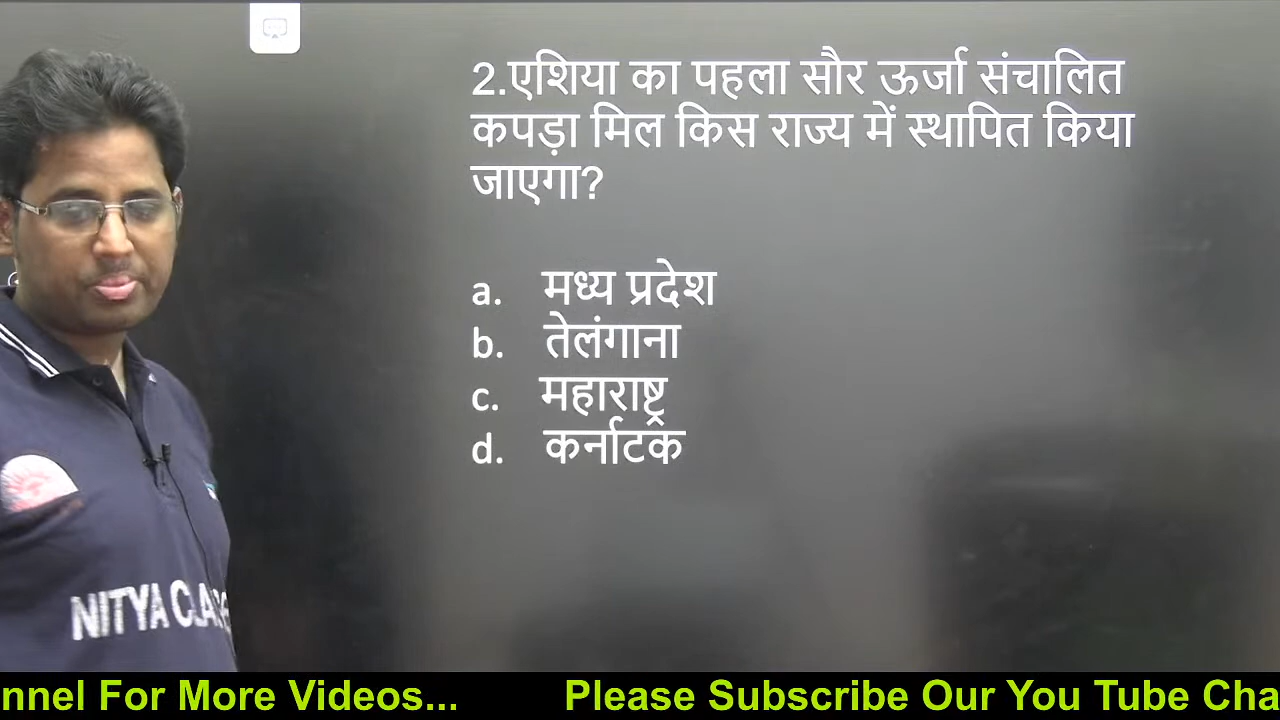 2.एशिया का पहला सौर ऊर्जा संचालित
कपड़ा मिल किस राज्य में स्थापित किया
जाएगा?
a. मध्य प्रदेश
b. तेलंगाना
c. महाराष्ट्र
d. कर्नाटक
NITYA CLASSE
nnel For More Videos... Please Subscribe Our You Tube Cha